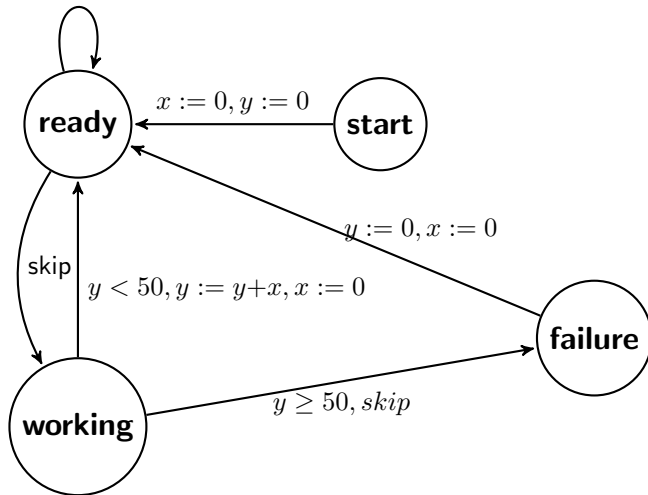 x := 0, y := 0
ready
start
y := 0, x := 0
skip
y < 50, y := y+x, x := 0
failure
y ≥ 50, skip
working